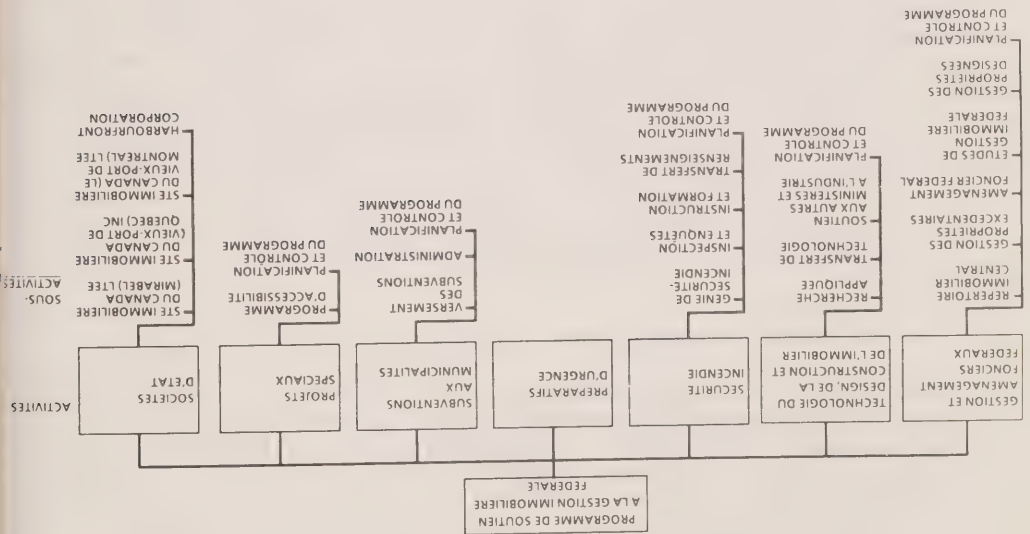 PROGRAMME DE SOUTIEN
A LA GESTION IMMOBILIERE
FEDERALE
GESTION ET
AMENAGEMENT
FONCIERS
FEDERAUX
TECHNOLOGIE DU
DESIGN, DE LA
CONSTRUCTION ET
DE L'IMMOBILIER
SECURITE
INCENDIE
PREPARATIFS
D'URGENCE
SUBVENTIONS
AUX
MUNICIPALITES
PROJETS
SPECIAUX
SOCIETES
D'ETAT
ACTIVITES
REPERTOIRE
IMMOBILIER
CENTRAL
GESTION DES
PROPRIETES
EXCEDENTAIRES
AMENAGEMENT
FONCIER FEDERAL
ETUDES DE
GESTION
IMMOBILIERE
FEDERALE
GESTION DES
PROPRIETES
DESIGNEES
PLANIFICATION
ET CONTROLE
DU PROGRAMME
RECHERCHE
APPLIQUEE
TRANSFERT DE
TECHNOLOGIE
SOUTIEN
AUX AUTRES
MINISTERES ET
A L'INDUSTRIE
PLANIFICATION
ET CONTROLE
DU PROGRAMME
GENIE DE
SECURITE-
INCENDIE
INSPECTION
ET ENQUÊTES
INSTRUCTION
ET FORMATION
TRANSFERT DE
RENSEIGNEMENTS
PLANIFICATION
ET CONTROLE
DU PROGRAMME
VERSEMENT
DES
SUBVENTIONS
ADMINISTRATION
PLANIFICATION
ET CONTROLE
DU PROGRAMME
PROGRAMME
D'ACCESSIBILITE
PLANIFICATION
ET CONTRÔLE
DU PROGRAMME
STE IMMOBILIERE
DU CANADA
(MIRABEL) LTEE
STE IMMOBILIERE
DU CANADA
(VIEUX-PORT DE
QUEBEC) INC
STE IMMOBILIERE
DU CANADA (LE
VIEUX-PORT DE
MONTREAL) LTEE
HARBOURFRONT
CORPORATION
SOUS-
ACTIVITES